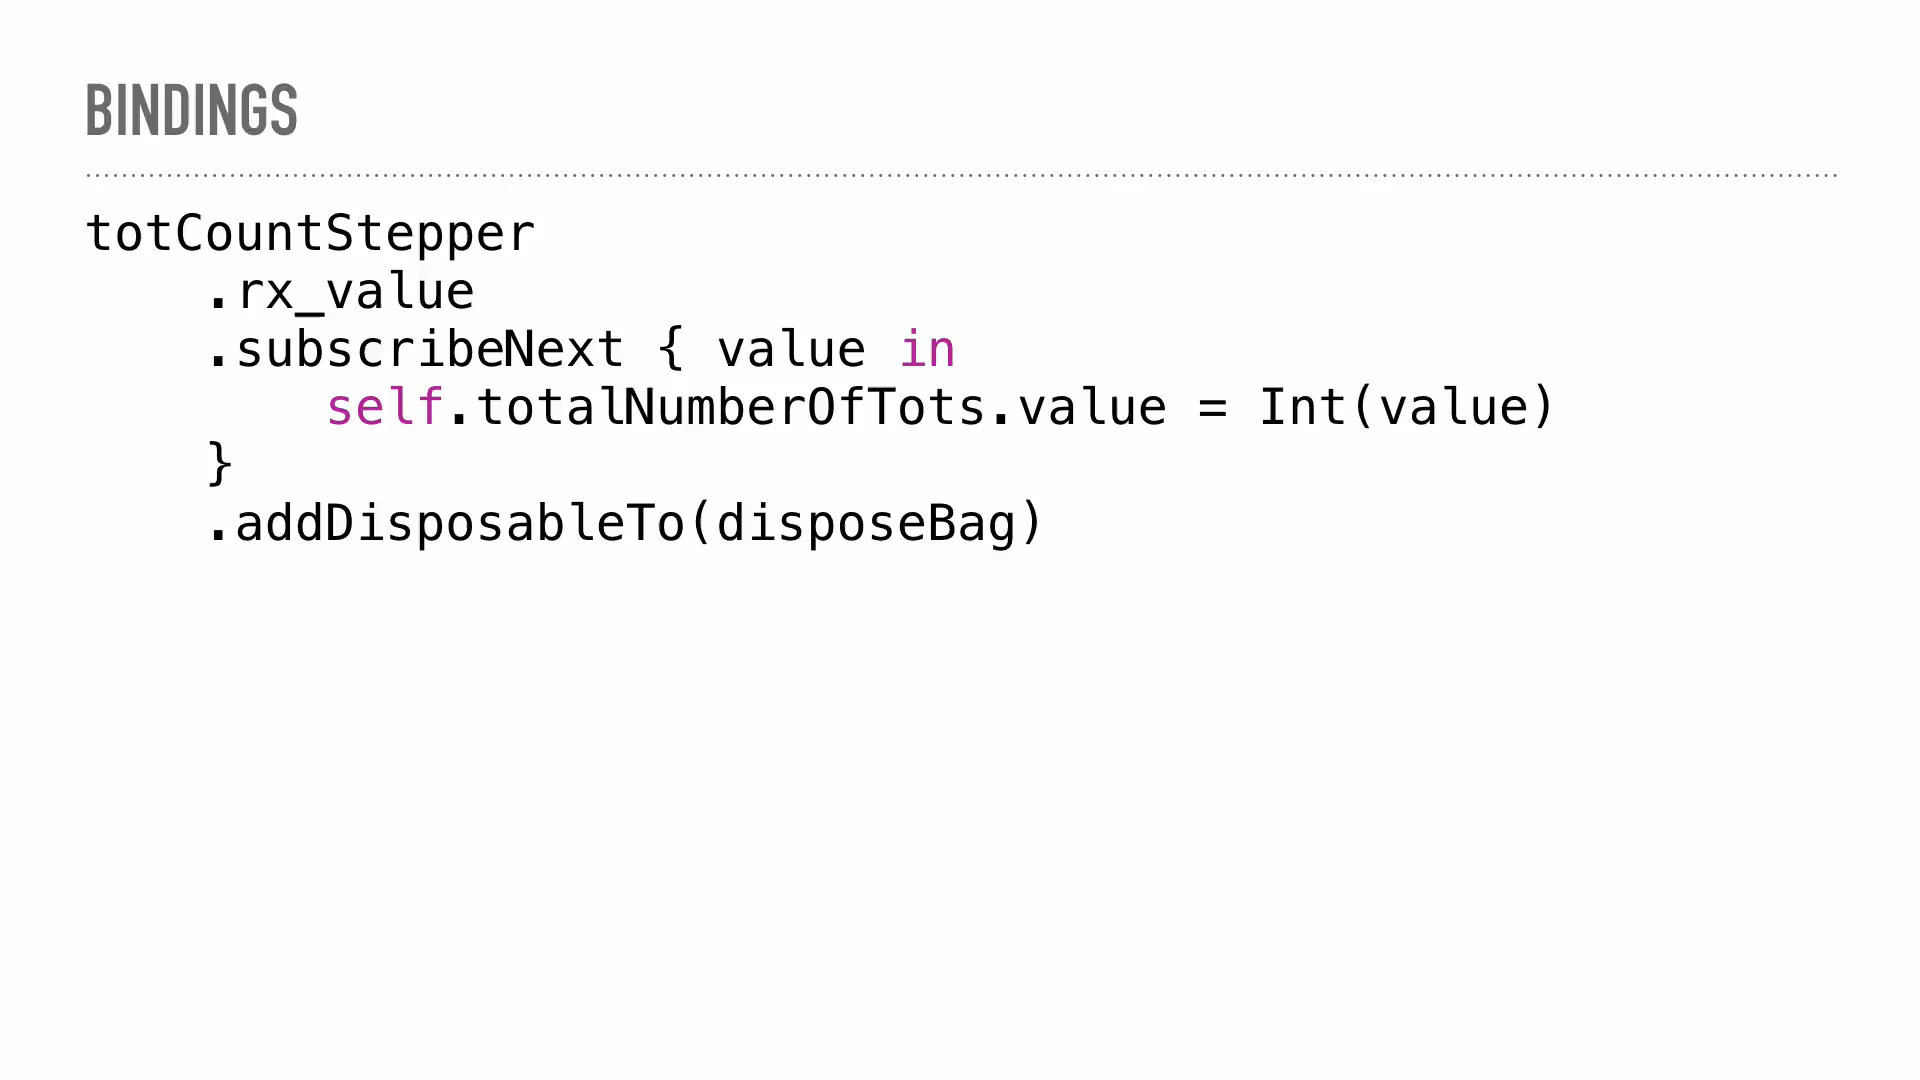 BINDINGS
totCountStepper
    .rx_value
    .subscribeNext { value in
        self.totalNumberOfTots.value = Int(value)
    }
    .addDisposableTo(disposeBag)